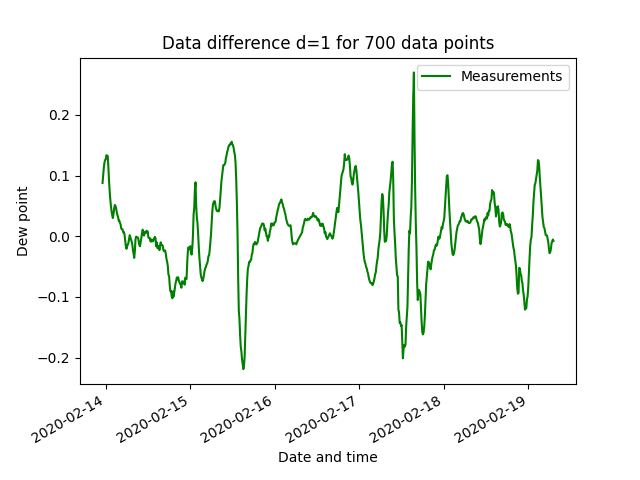 Data difference d=1 for 700 data points
Measurements
Dew point
0.2
0.1
0.0
−0.1
−0.2
2020-02-14
2020-02-15
2020-02-16
2020-02-17
2020-02-18
2020-02-19
Date and time